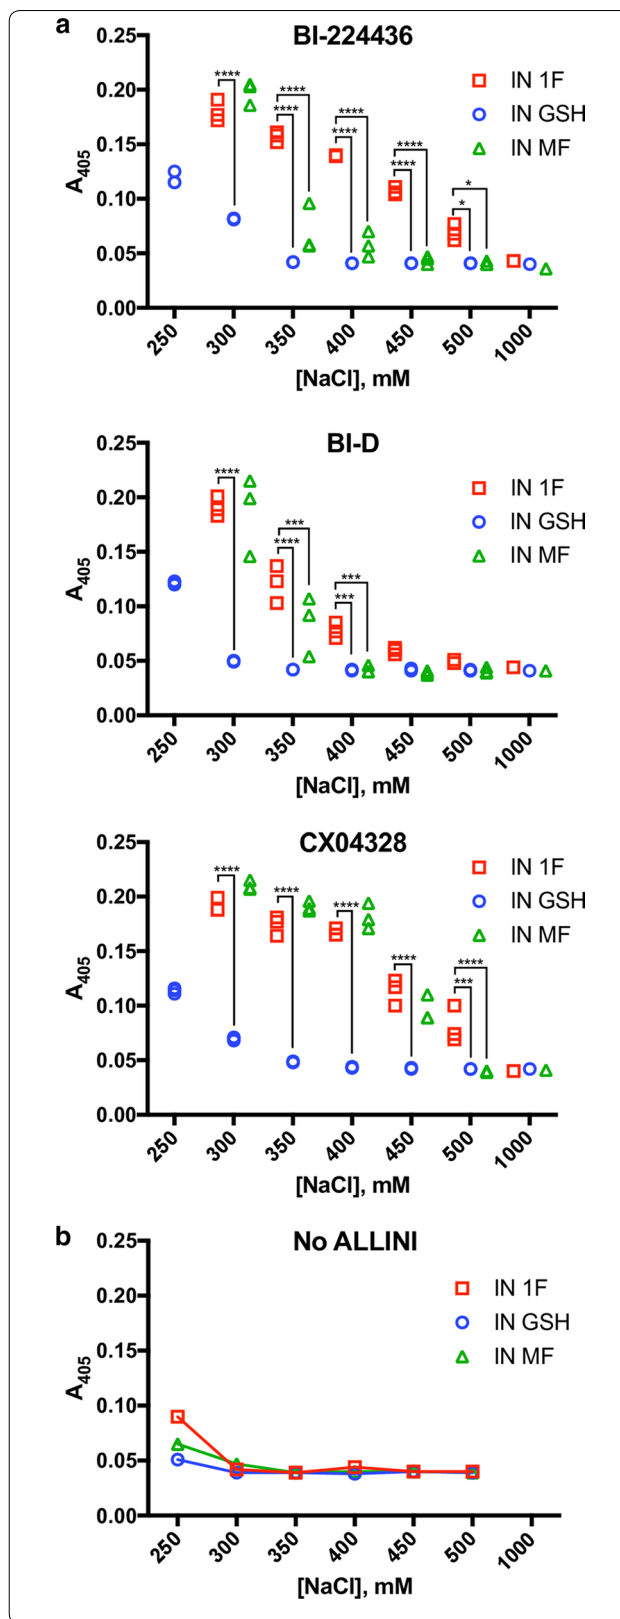 a
BI-224436
0.25
0.20
0.15
0.10
0.05
0.00
A405
IN 1F
IN GSH
IN MF
****
****
****
****
****
****
****
*
*
250
300
350
400
450
500
1000
[NaCl], mM
BI-D
0.25
0.20
0.15
0.10
0.05
0.00
A405
IN 1F
IN GSH
IN MF
****
***
****
***
***
250
300
350
400
450
500
1000
[NaCl], mM
CX04328
0.25
0.20
0.15
0.10
0.05
0.00
A405
IN 1F
IN GSH
IN MF
****
****
****
****
****
***
250
300
350
400
450
500
1000
[NaCl], mM
b
No ALLINI
0.25
0.20
0.15
0.10
0.05
0.00
A405
IN 1F
IN GSH
IN MF
250
300
350
400
450
500
1000
[NaCl], mM